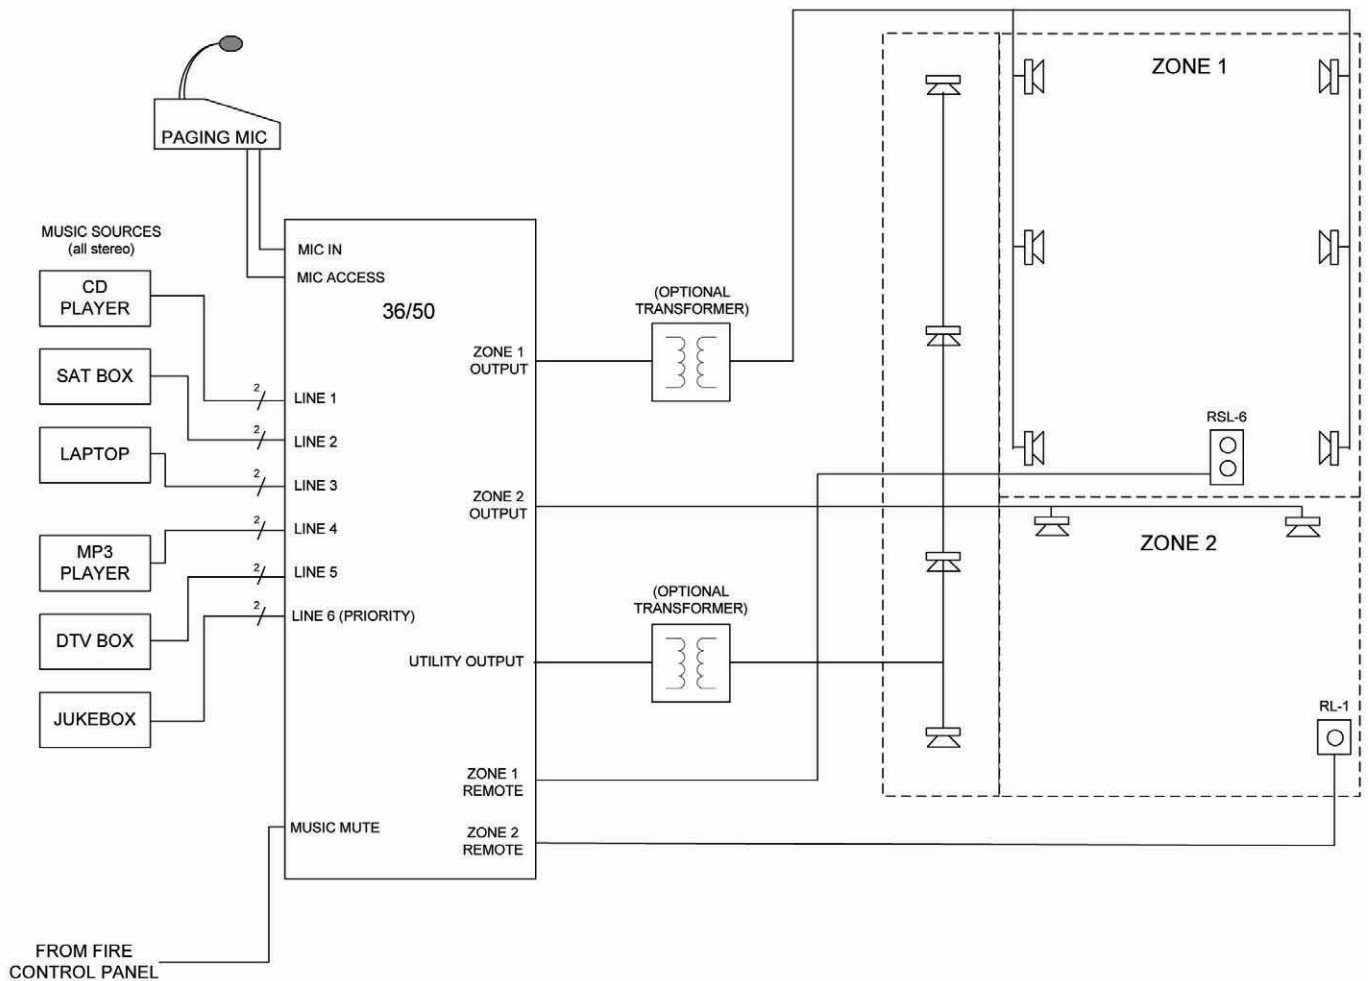 PAGING MIC
MUSIC SOURCES
(all stereo)
CD
PLAYER
SAT BOX
LAPTOP
MP3
PLAYER
DTV BOX
JUKEBOX
2
2
2
2
2
2
MIC IN
MIC ACCESS
36/50
LINE 1
LINE 2
LINE 3
LINE 4
LINE 5
LINE 6 (PRIORITY)
MUSIC MUTE
ZONE 1
OUTPUT
ZONE 2
OUTPUT
UTILITY OUTPUT
ZONE 1
REMOTE
ZONE 2
REMOTE
FROM FIRE
CONTROL PANEL
(OPTIONAL
TRANSFORMER)
(OPTIONAL
TRANSFORMER)
ZONE 1
RSL-6
ZONE 2
RL-1